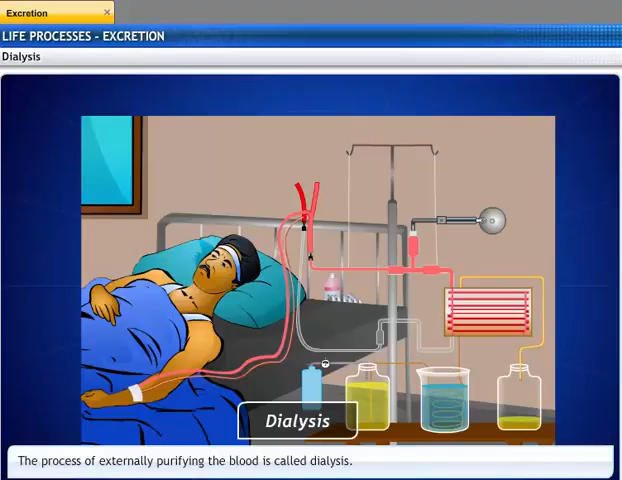 Excretion
LIFE PROCESSES - EXCRETION
Dialysis
Dialysis
The process of externally purifying the blood is called dialysis.